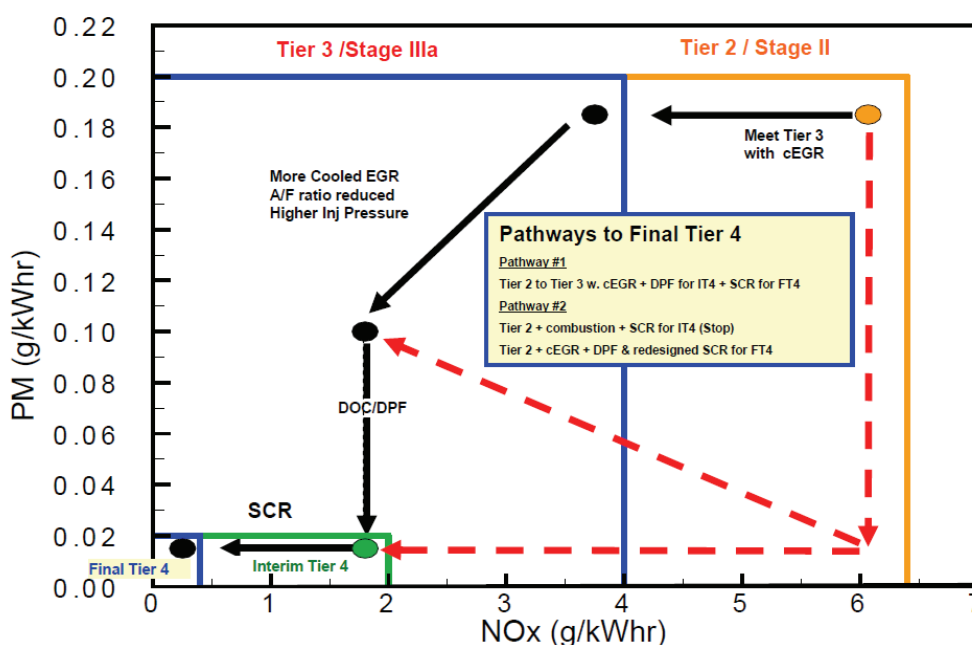 Tier 3 /Stage IIIa
Tier 2 / Stage II
Meet Tier 3
with cEGR
More Cooled EGR
A/F ratio reduced
Higher Inj Pressure
Pathways to Final Tier 4
Pathway #1
Tier 2 to Tier 3 w. cEGR + DPF for IT4 + SCR for FT4
Pathway #2
Tier 2 + combustion + SCR for IT4 (Stop)
Tier 2 + cEGR + DPF & redesigned SCR for FT4
DOC/DPF
SCR
Final Tier 4
Interim Tier 4
PM (g/kWhr)
0.22
0.20
0.18
0.16
0.14
0.12
0.10
0.08
0.06
0.04
0.02
0.00
0 1 2 3 4 5 6 7
NOx (g/kWhr)